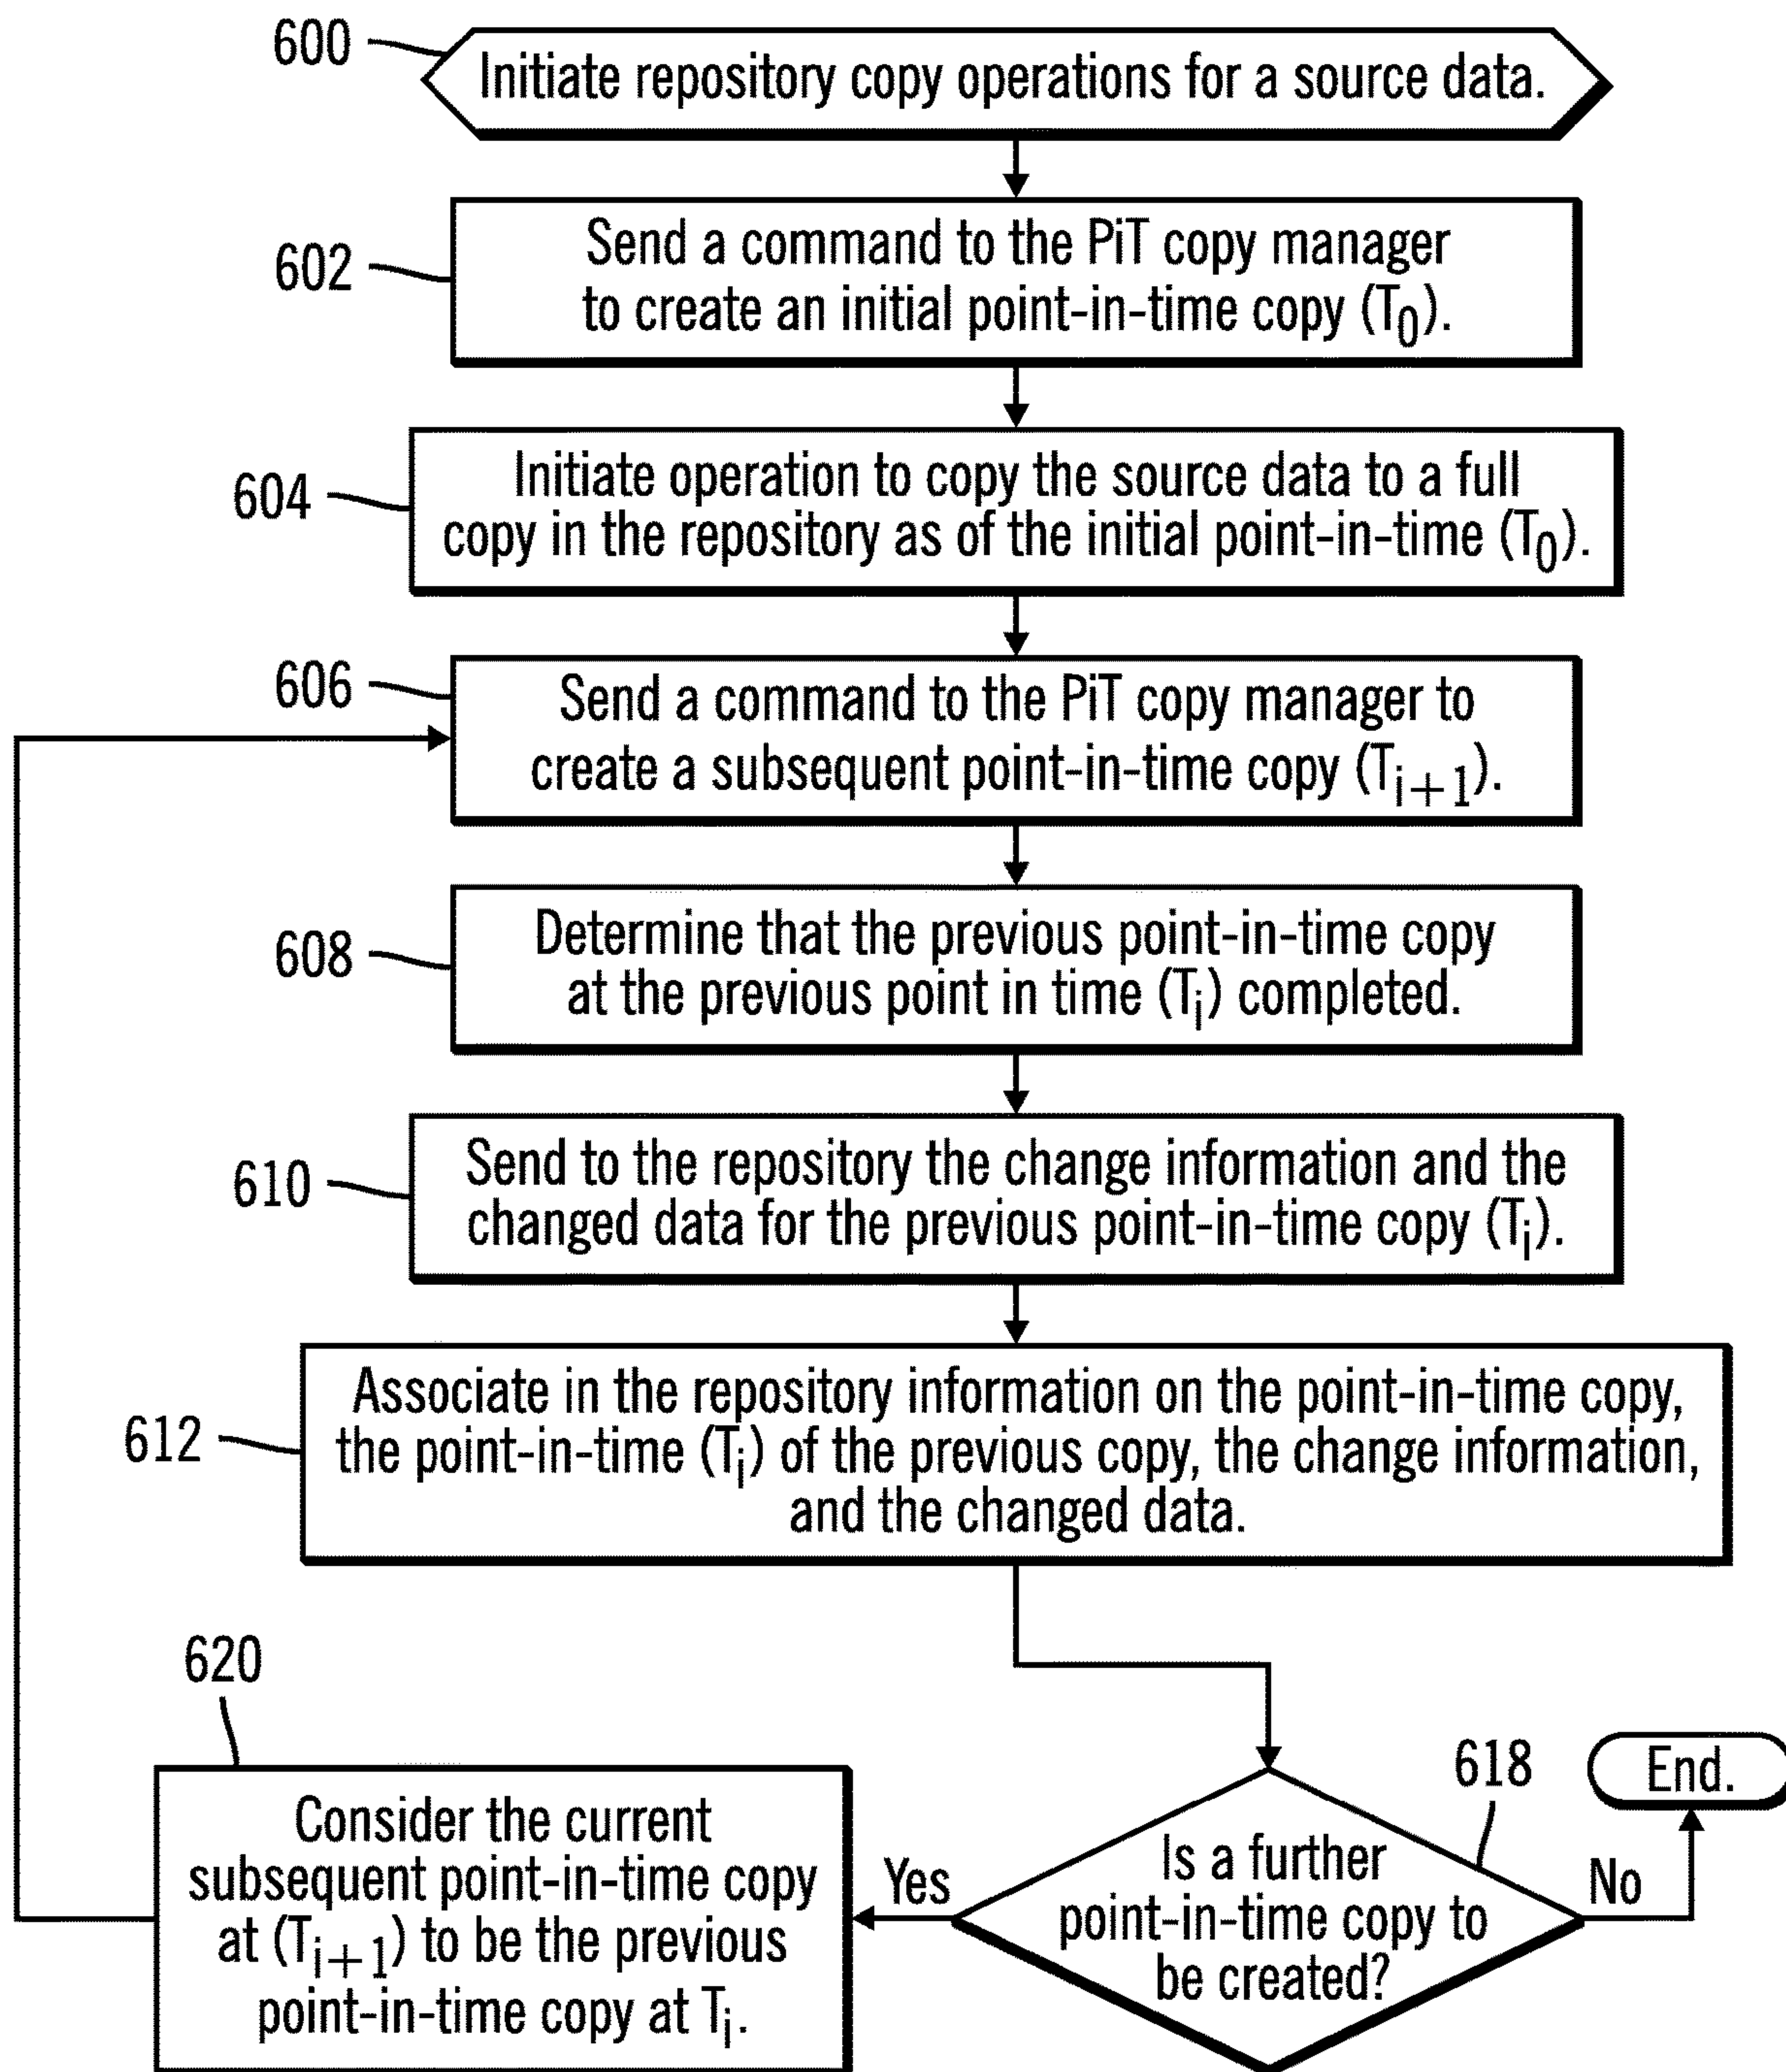 600
Initiate repository copy operations for a source data.
602
Send a command to the PiT copy manager
to create an initial point-in-time copy (T0).
604
Initiate operation to copy the source data to a full
copy in the repository as of the initial point-in-time (T0).
606
Send a command to the PiT copy manager to
create a subsequent point-in-time copy (Ti+1).
608
Determine that the previous point-in-time copy
at the previous point in time (Ti) completed.
610
Send to the repository the change information and the
changed data for the previous point-in-time copy (Ti).
612
Associate in the repository information on the point-in-time copy,
the point-in-time (Ti) of the previous copy, the change information,
and the changed data.
618
Is a further
point-in-time copy to
be created?
No
End.
Yes
620
Consider the current
subsequent point-in-time copy
at (Ti+1) to be the previous
point-in-time copy at Ti.